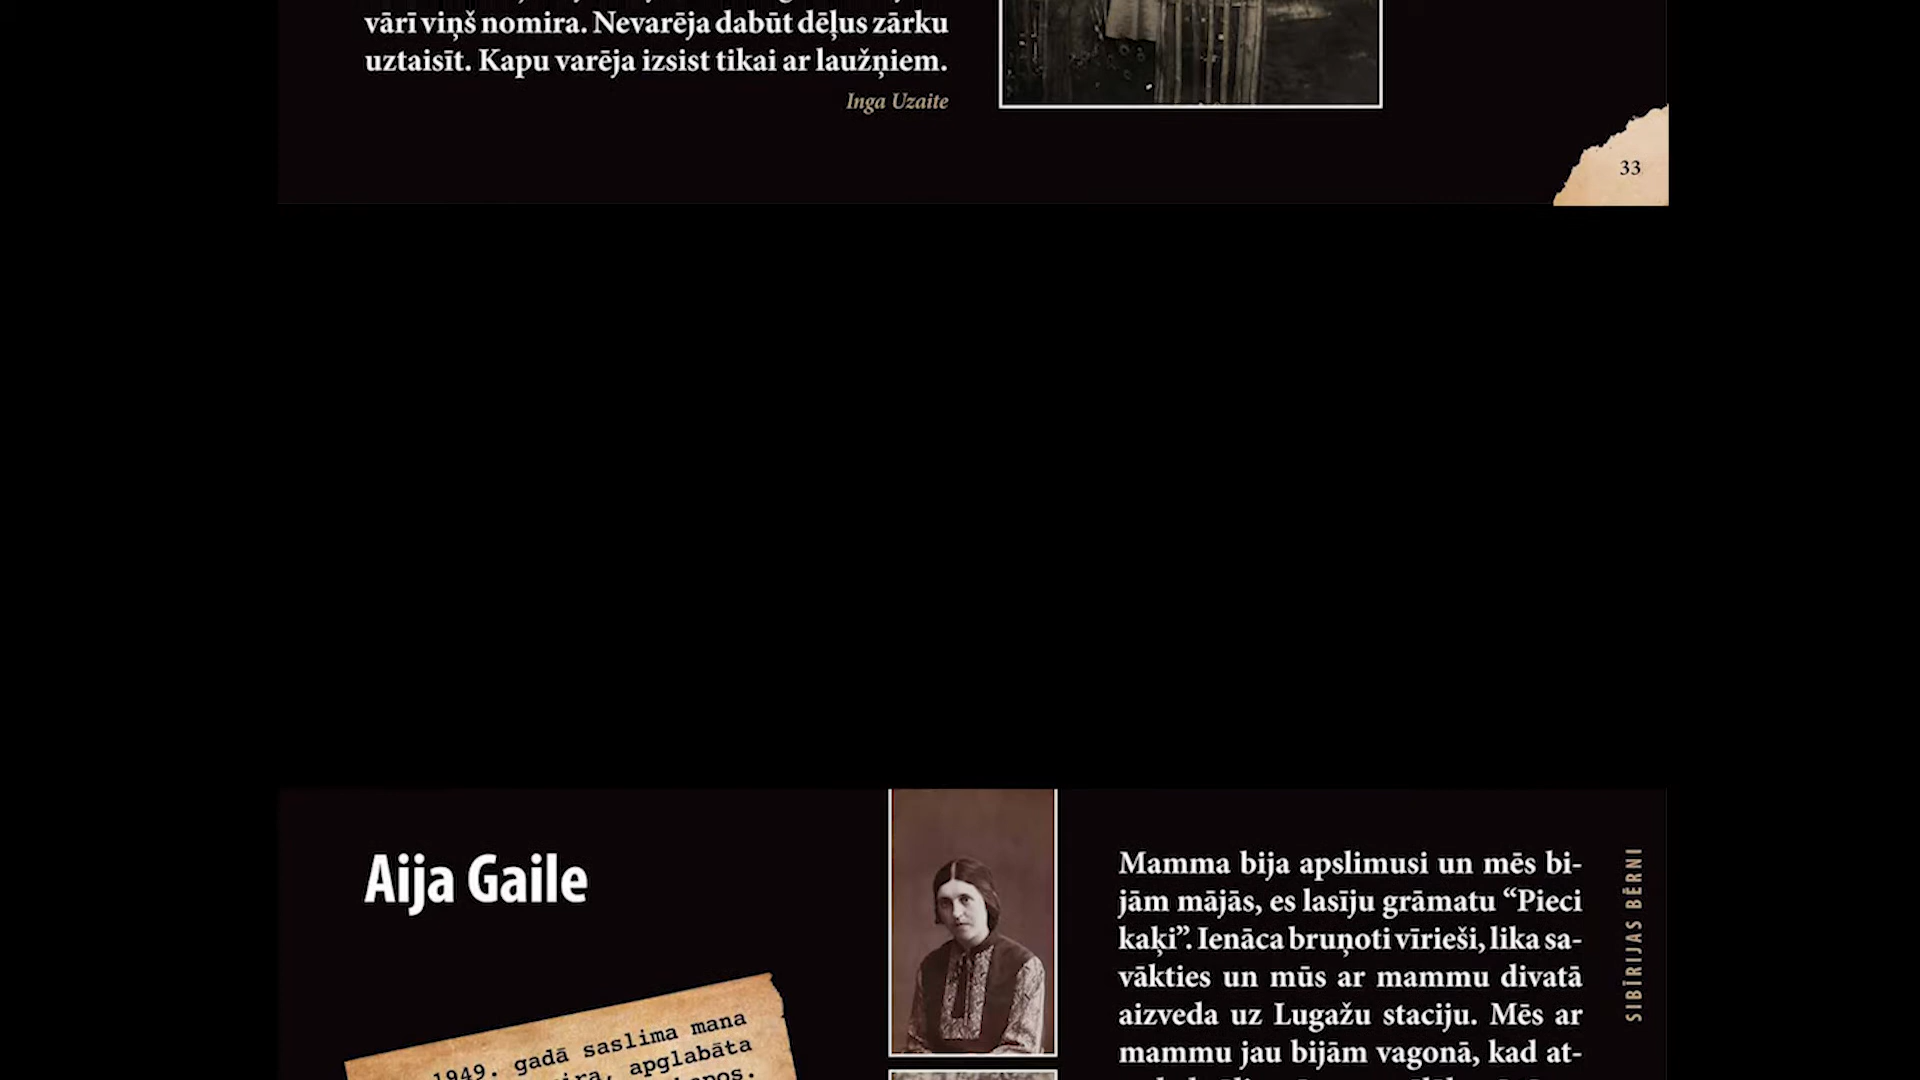 vārī viņš nomira. Nevarēja dabūt dēļus zārku
uztaisīt. Kapu varēja izsist tikai ar laužņiem.
Inga Uzaite
33
Aija Gaile
1949. gadā saslima mana
apglabāta
Mamma bija apslimusi un mēs bi-
jām mājās, es lasīju grāmatu “Pieci
kaķi”. Ienāca bruņoti vīrieši, lika sa-
vākties un mūs ar mammu divatā
aizveda uz Lugažu staciju. Mēs ar
mammu jau bijām vagonā, kad at-
SIBĪRIJAS BĒRNI